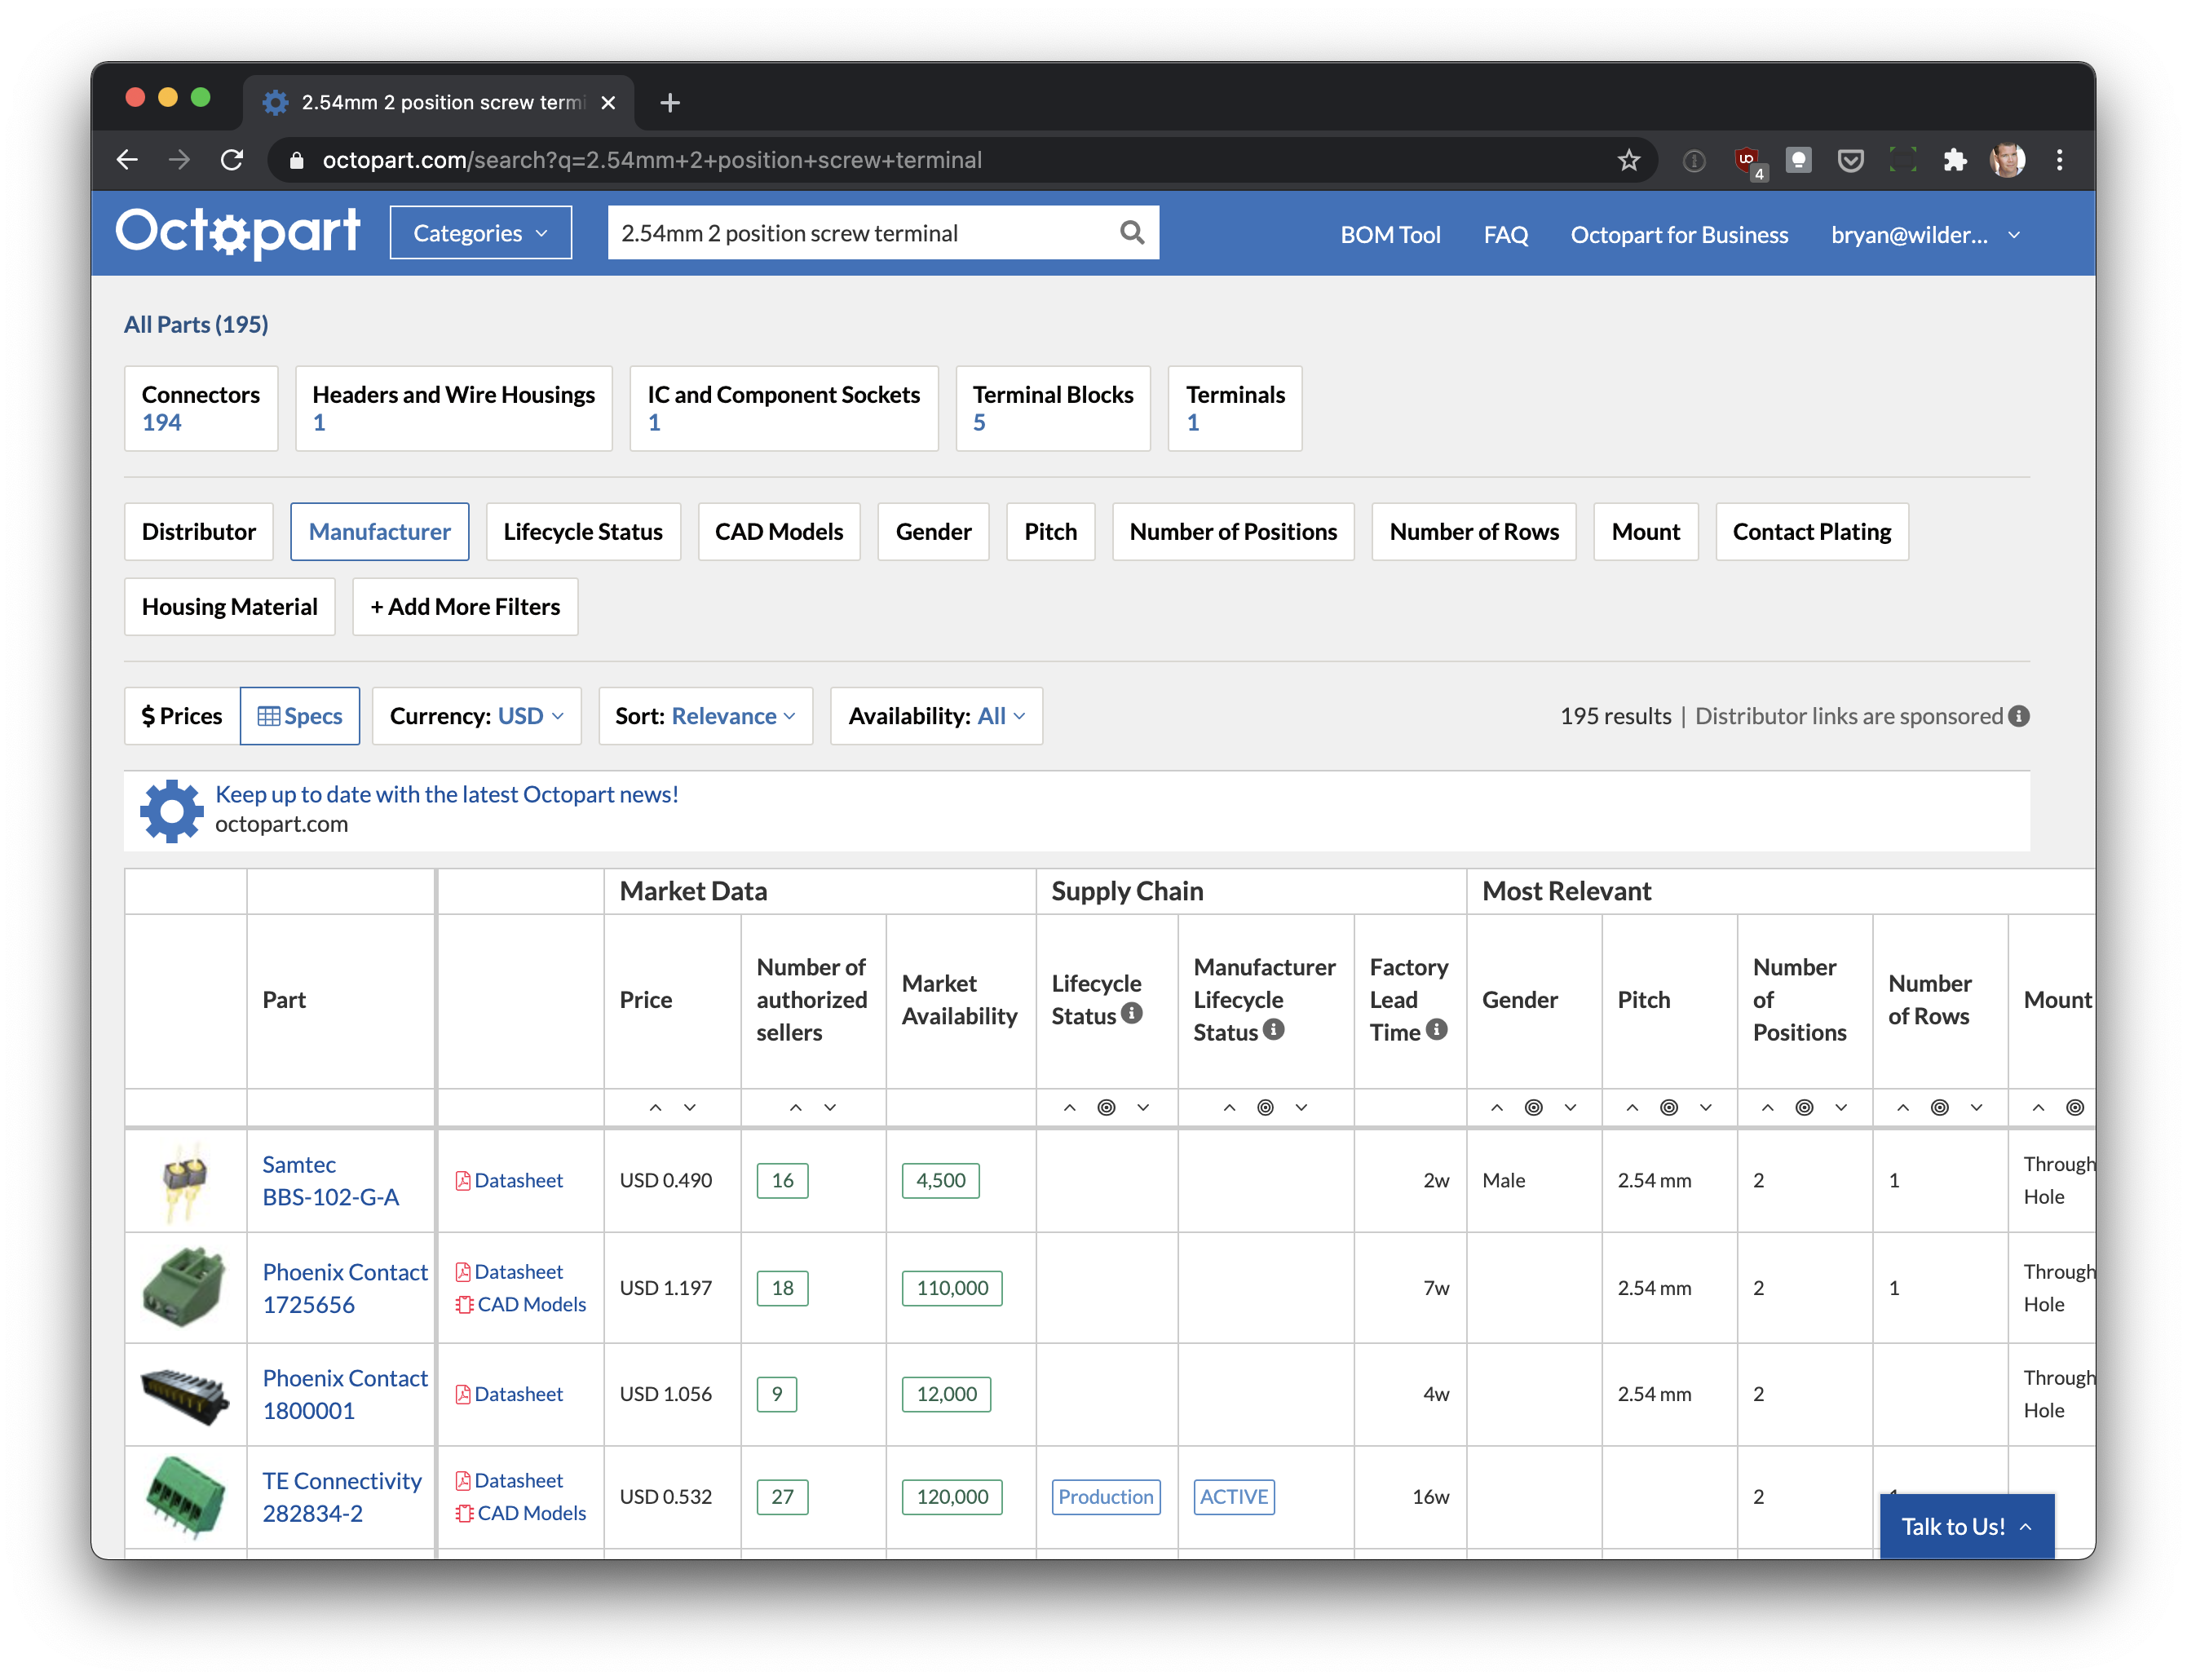 2.54mm 2 position screw termi
octopart.com/search?q=2.54mm+2+position+screw+terminal
4
Octopart
Categories
2.54mm 2 position screw terminal
BOM Tool
FAQ
Octopart for Business
bryan@wilder...
All Parts (195)
Connectors
194
Headers and Wire Housings
1
IC and Component Sockets
1
Terminal Blocks
5
Terminals
1
Distributor
Manufacturer
Lifecycle Status
CAD Models
Gender
Pitch
Number of Positions
Number of Rows
Mount
Contact Plating
Housing Material
+ Add More Filters
$ Prices
Specs
Currency: USD
Sort: Relevance
Availability: All
195 results | Distributor links are sponsored
Keep up to date with the latest Octopart news!
octopart.com
Market Data
Supply Chain
Most Relevant
Part
Price
Number of
authorized
sellers
Market
Availability
Lifecycle
Status
Manufacturer
Lifecycle
Status
Factory
Lead
Time
Gender
Pitch
Number
of
Positions
Number
of Rows
Mount
Samtec
BBS-102-G-A
Datasheet
USD 0.490
16
4,500
2w
Male
2.54 mm
2
1
Through
Hole
Phoenix Contact
1725656
Datasheet
CAD Models
USD 1.197
18
110,000
7w
2.54 mm
2
1
Through
Hole
Phoenix Contact
1800001
Datasheet
USD 1.056
9
12,000
4w
2.54 mm
2
Through
Hole
TE Connectivity
282834-2
Datasheet
CAD Models
USD 0.532
27
120,000
Production
ACTIVE
16w
2
Talk to Us!